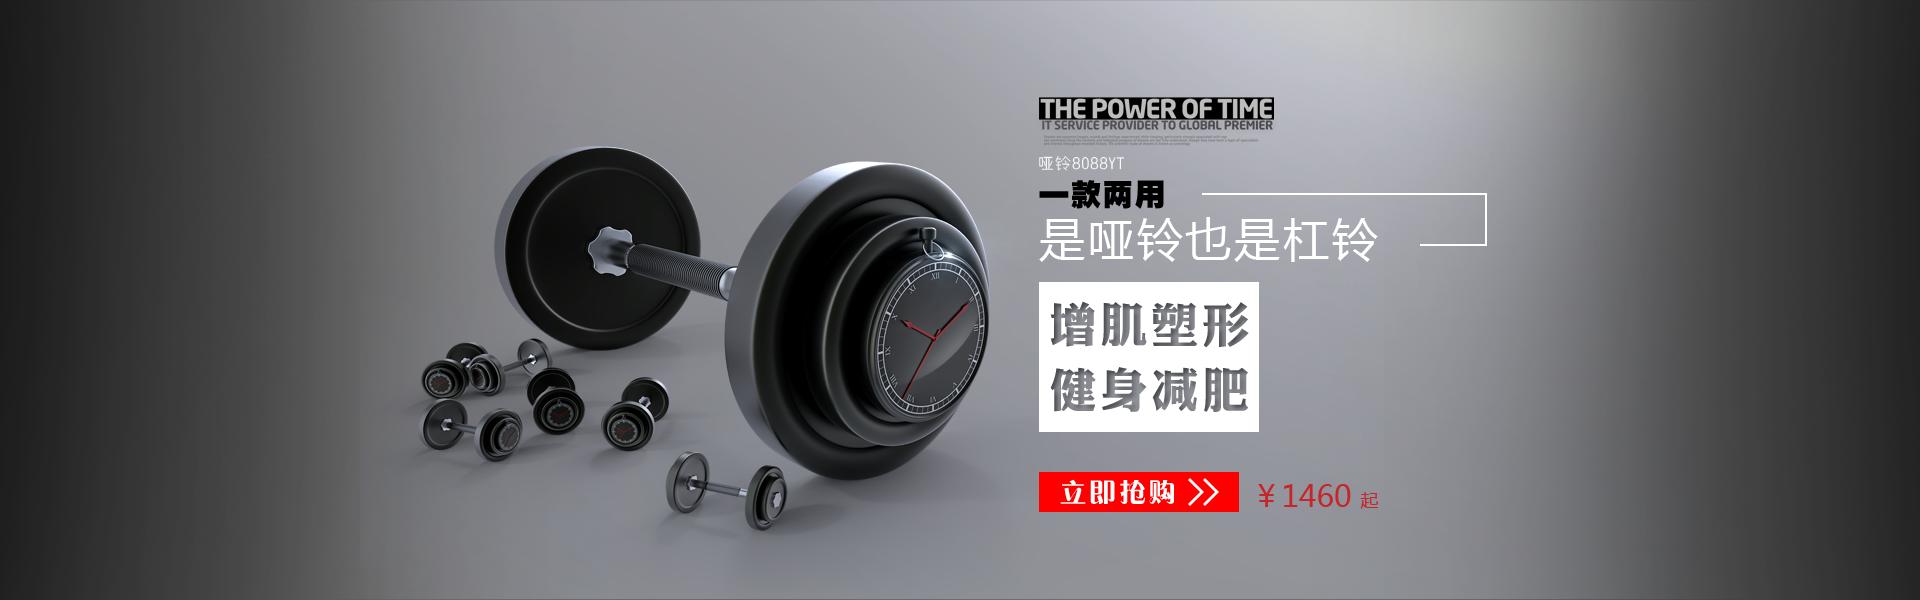 THE POWER OF TIME
IT SERVICE PROVIDER TO GLOBAL PREMIER
哑铃8088YT
一款两用
是哑铃也是杠铃
增肌塑形
健身减肥
立即抢购
¥1460 起